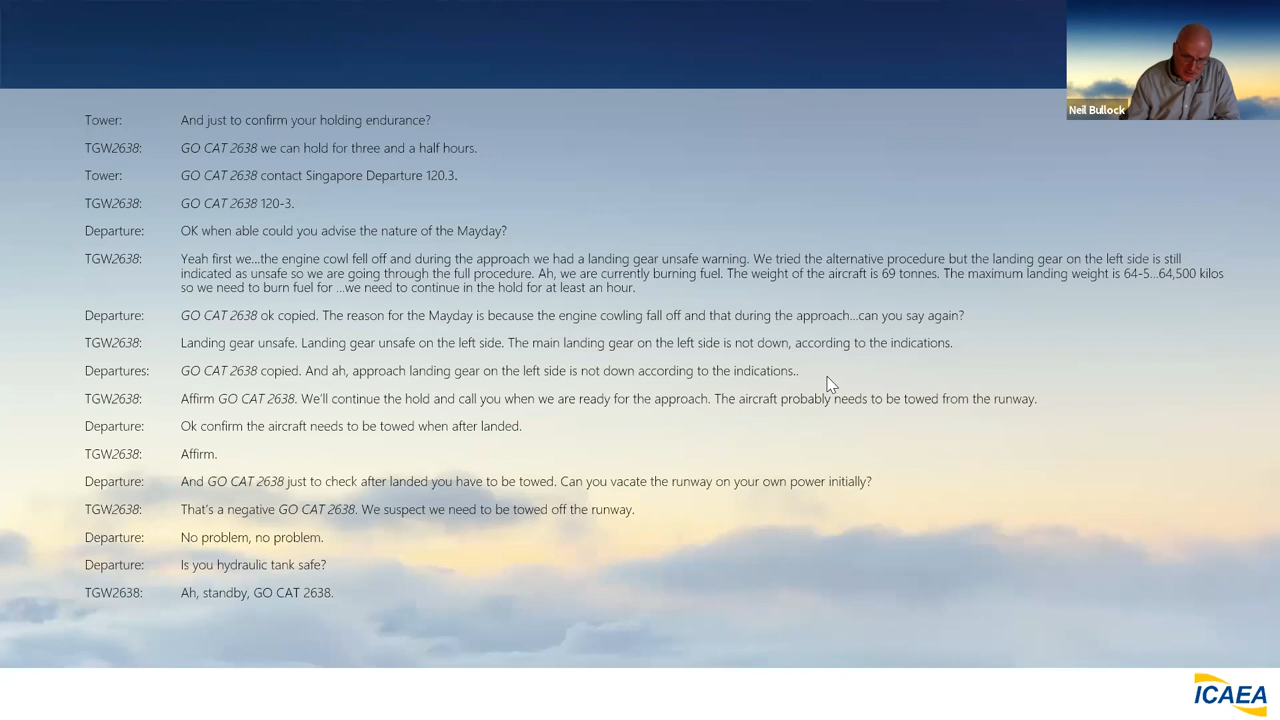 Neil Bullock
Tower: And just to confirm your holding endurance?
TGW2638: GO CAT 2638 we can hold for three and a half hours.
Tower: GO CAT 2638 contact Singapore Departure 120.3.
TGW2638: GO CAT 2638 120-3.
Departure: OK when able could you advise the nature of the Mayday?
TGW2638: Yeah first we...the engine cowl fell off and during the approach we had a landing gear unsafe warning. We tried the alternative procedure but the landing gear on the left side is still
indicated as unsafe so we are going through the full procedure. Ah, we are currently burning fuel. The weight of the aircraft is 69 tonnes. The maximum landing weight is 64-5...64,500 kilos
so we need to burn fuel for ...we need to continue in the hold for at least an hour.
Departure: GO CAT 2638 ok copied. The reason for the Mayday is because the engine cowling fall off and that during the approach...can you say again?
TGW2638: Landing gear unsafe. Landing gear unsafe on the left side. The main landing gear on the left side is not down, according to the indications.
Departures: GO CAT 2638 copied. And ah, approach landing gear on the left side is not down according to the indications..
TGW2638: Affirm GO CAT 2638. We'll continue the hold and call you when we are ready for the approach. The aircraft probably needs to be towed from the runway.
Departure: Ok confirm the aircraft needs to be towed when after landed.
TGW2638: Affirm.
Departure: And GO CAT 2638 just to check after landed you have to be towed. Can you vacate the runway on your own power initially?
TGW2638: That's a negative GO CAT 2638. We suspect we need to be towed off the runway.
Departure: No problem, no problem.
Departure: Is you hydraulic tank safe?
TGW2638: Ah, standby, GO CAT 2638.
ICAEA